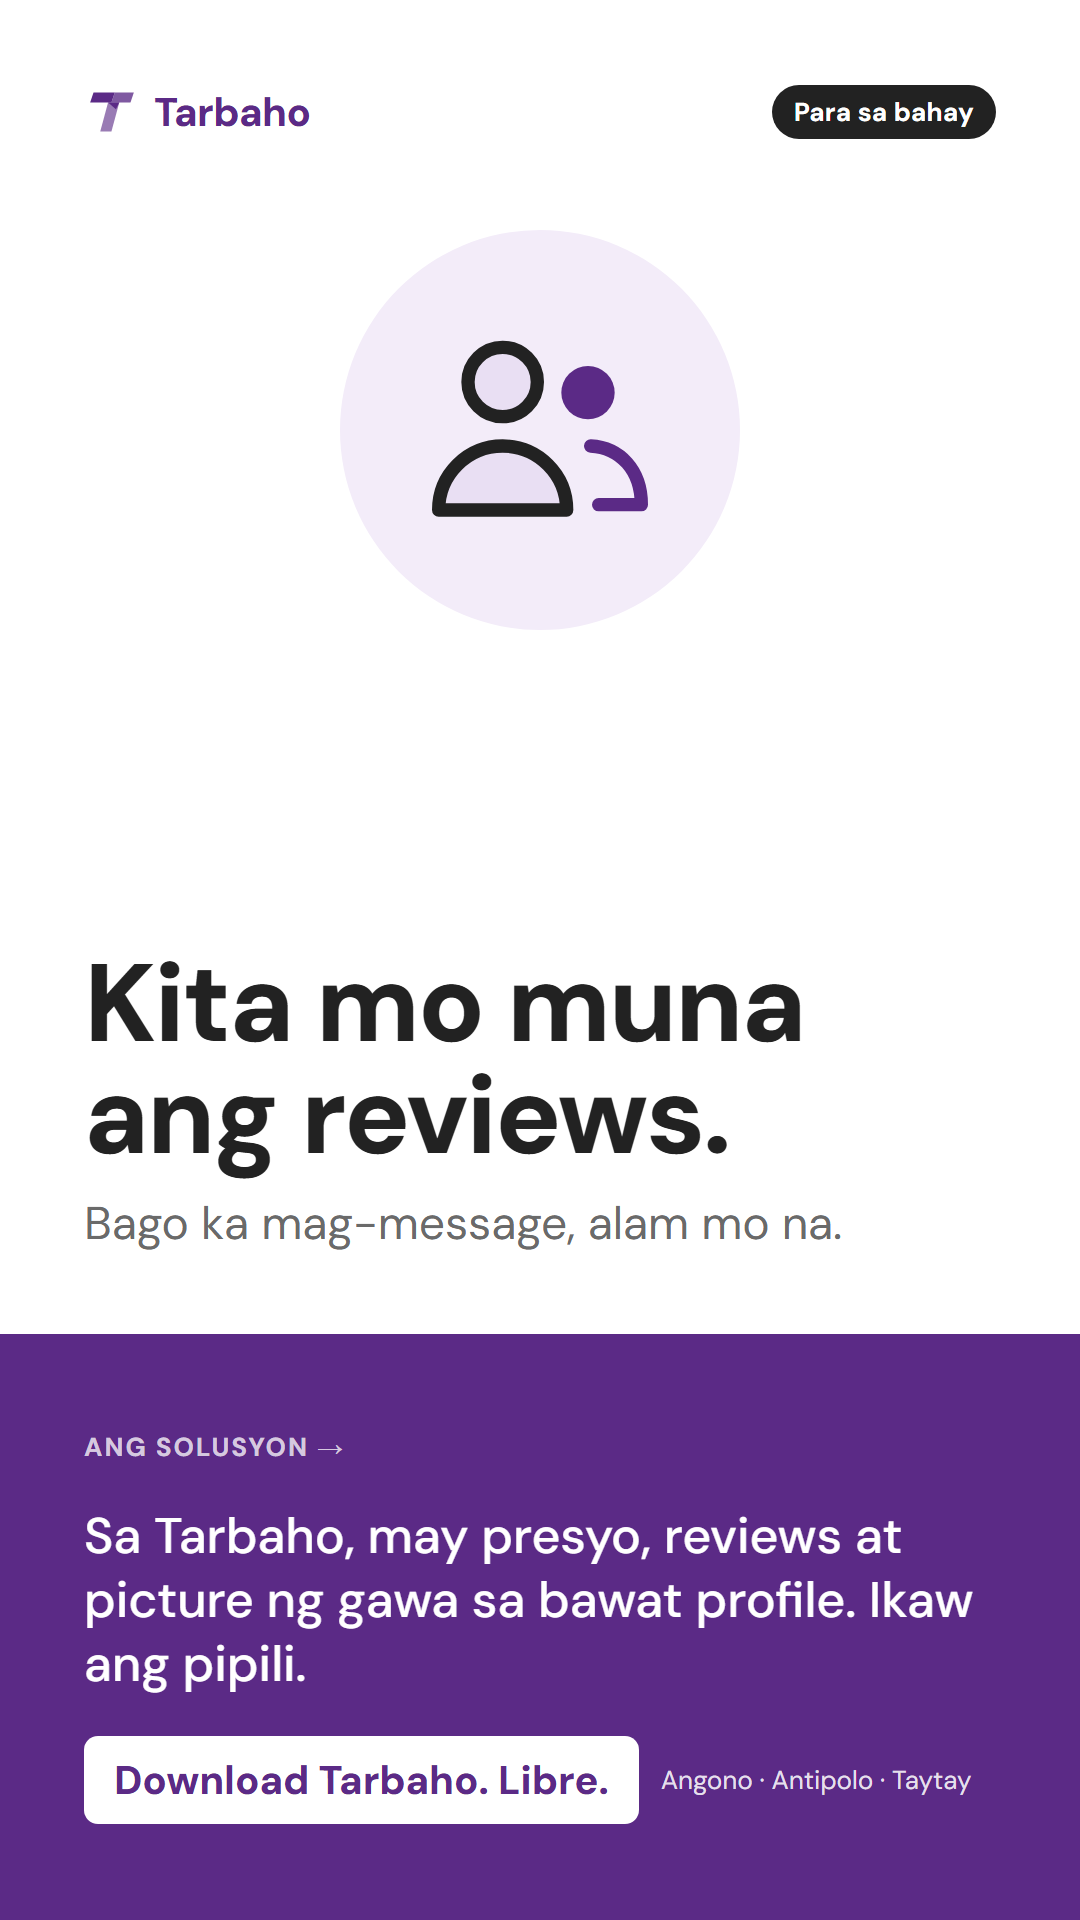 Tarbaho
Para sa bahay
Kita mo muna
ang reviews.
Bago ka mag-message, alam mo na.
ANG SOLUSYON →
Sa Tarbaho, may presyo, reviews at
picture ng gawa sa bawat profile. Ikaw
ang pipili.
Download Tarbaho. Libre.
Angono · Antipolo · Taytay